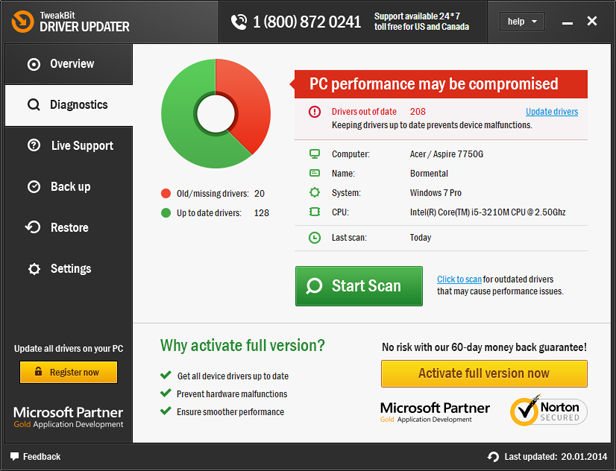 TweakBit
DRIVER UPDATER
1 (800) 872 0241
Support available 24*7
toll free for US and Canada
help
Overview
Diagnostics
Live Support
Back up
Restore
Settings
Update all drivers on your PC
Register now
Microsoft Partner
Gold Application Development
Old/missing drivers: 20
Up to date drivers: 128
PC performance may be compromised
Drivers out of date 208 Update drivers
Keeping drivers up to date prevents device malfunctions.
Computer: Acer / Aspire 7750G
Name: Bormental
System: Windows 7 Pro
CPU: Intel(R) Core(TM) i5-3210M CPU @ 2.50Ghz
Last scan: Today
Start Scan
Click to scan for outdated drivers
that may cause performance issues.
Why activate full version?
Get all device drivers up to date
Prevent hardware malfunctions
Ensure smoother performance
No risk with our 60-day money back guarantee!
Activate full version now
Microsoft Partner
Gold Application Development
Norton
SECURED
Feedback
Last updated: 20.01.2014